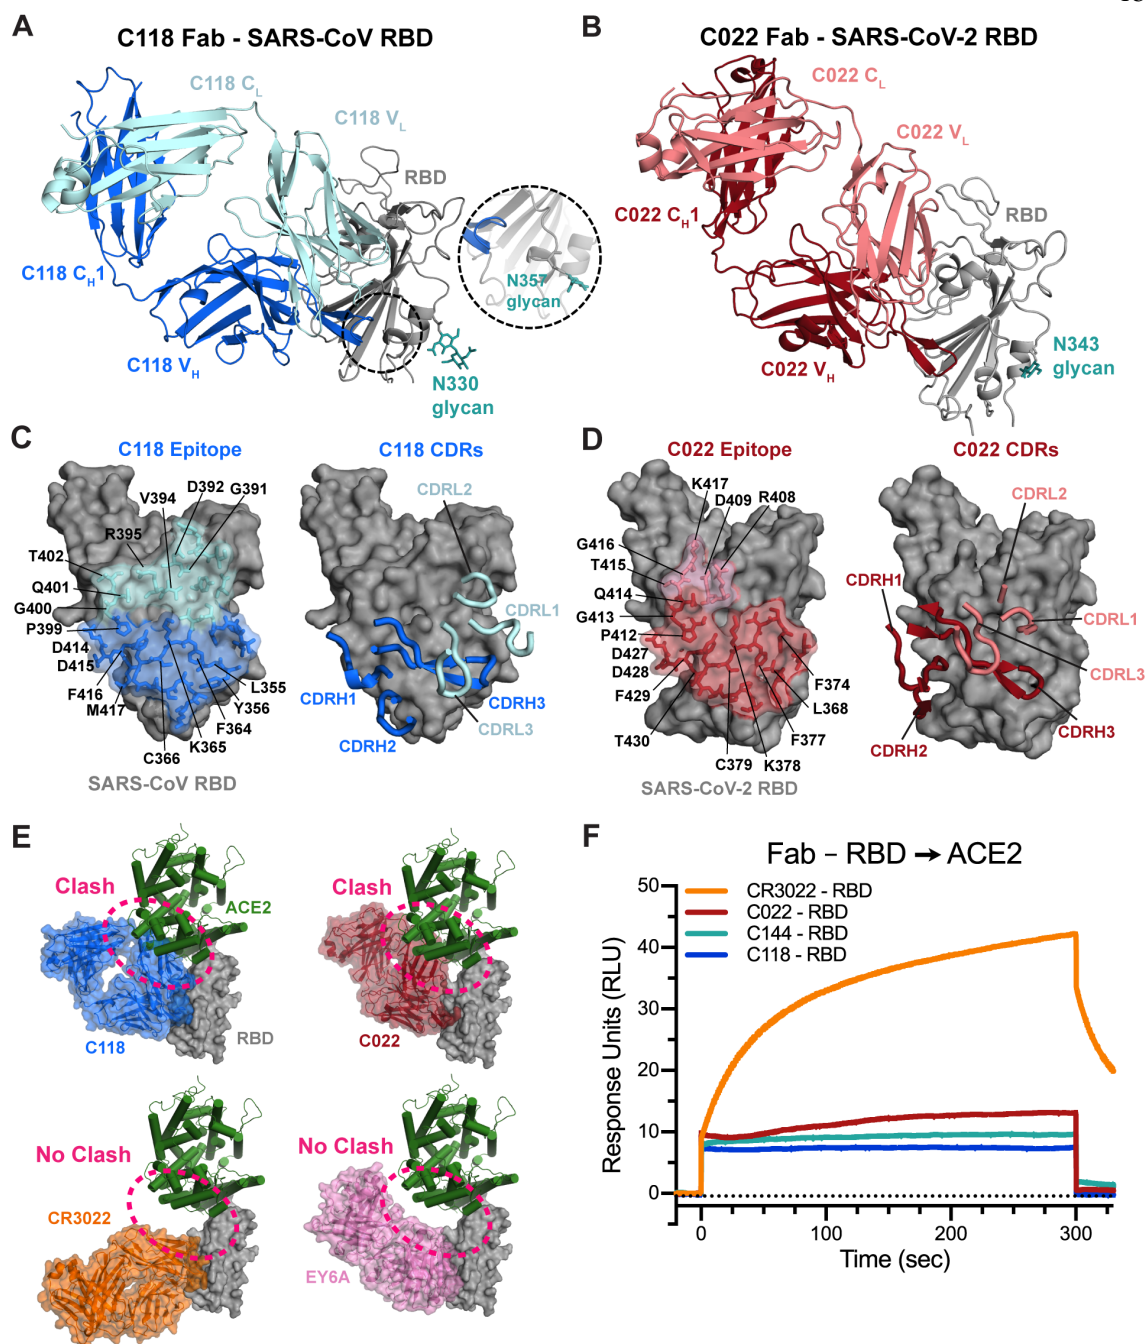 A
C118 Fab - SARS-CoV RBD
C118 CL
C118 VL
RBD
C118 CH1
C118 VH
N357
glycan
N330
glycan
B
C022 Fab - SARS-CoV-2 RBD
C022 CL
C022 VL
RBD
C022 CH1
C022 VH
N343
glycan
C
C118 Epitope
D392
V394
G391
R395
T402
Q401
G400
P399
D414
D415
F416
M417
L355
Y356
F364
K365
C366
SARS-CoV RBD
C118 CDRs
CDRL2
CDRL1
CDRH1
CDRH3
CDRH2
CDRL3
D
C022 Epitope
K417
D409
R408
G416
T415
Q414
G413
P412
D427
D428
F429
T430
F374
L368
F377
K378
C379
SARS-CoV-2 RBD
C022 CDRs
CDRL2
CDRH1
CDRL1
CDRL3
CDRH3
CDRH2
E
Clash
ACE2
C118
RBD
Clash
C022
No Clash
CR3022
No Clash
EY6A
F
Fab – RBD ➔ ACE2
CR3022 - RBD
C022 - RBD
C144 - RBD
C118 - RBD
Response Units (RLU)
50
40
30
20
10
0
0
100
200
300
Time (sec)